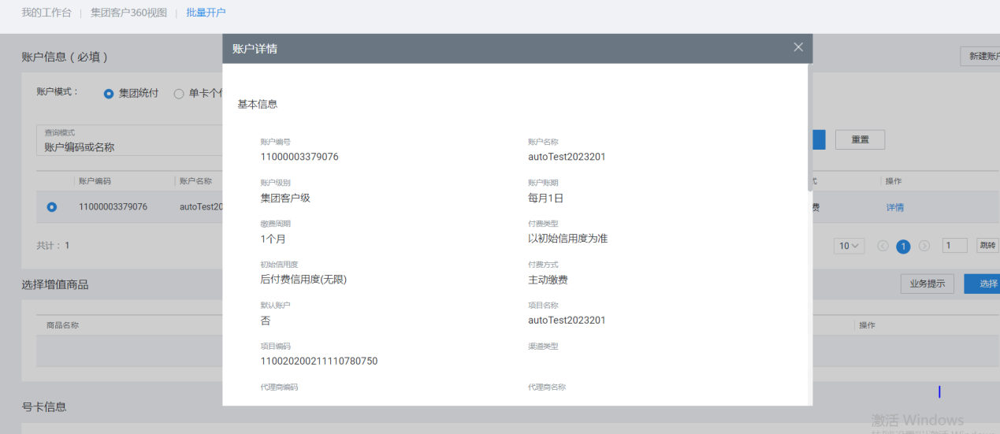 我的工作台 | 集团客户360视图 | 批量开户
账户详情
账户信息（必填）
新建账户
账户模式： 集团统付 单卡个付
基本信息
查询模式
账户编码或名称
重置
账户编号 账户名称
11000003379076 autoTest2023201
账户编码 账户名称 式 操作
账户级别 账户账期
集团客户级 每月1日
11000003379076 autoTest20 费 详情
缴费周期 付费类型
1个月 以初始信用度为准
共计： 1 10 1 1 跳转
初始信用度 付费方式
后付费信用度(无限) 主动缴费
选择增值商品 业务提示 选择
默认账户 项目名称
否 autoTest2023201
商品名称 操作
项目编码 渠道类型
110020200211110780750
代理商编码 代理商名称
号卡信息
激活 Windows